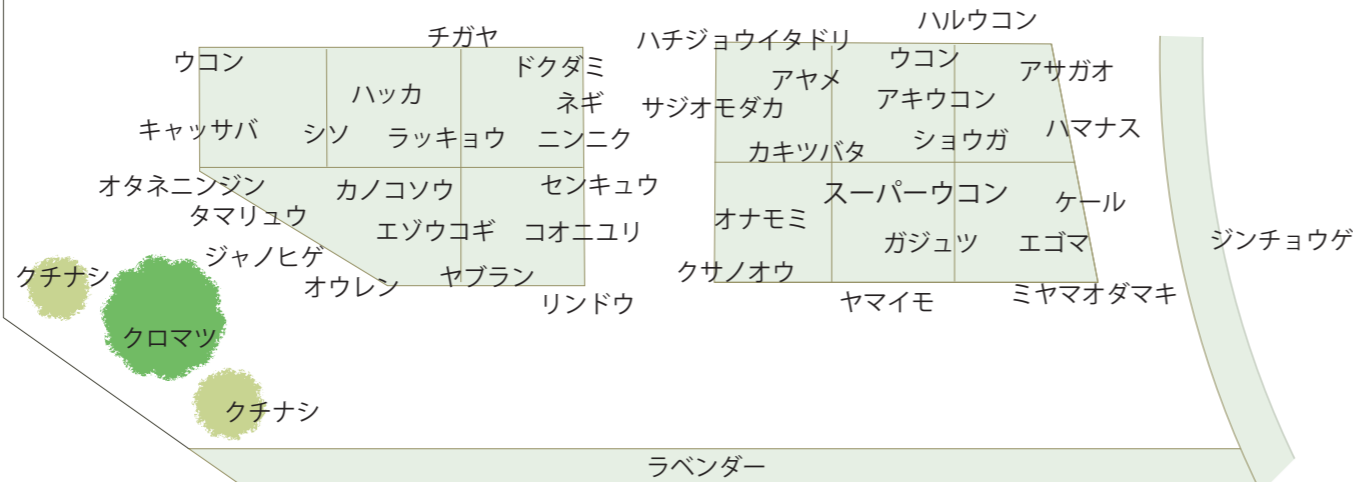 チガヤ
ウコン
ドクダミ
ハッカ
ネギ
キャッサバ
シソ
ラッキョウ
ニンニク
オタネニンジン
カノコソウ
センキュウ
タマリュウ
エゾウコギ
コオニユリ
ジャノヒゲ
オウレン
ヤブラン
リンドウ
クチナシ
クロマツ
クチナシ
ハルウコン
ハチジョウイタドリ
ウコン
アサガオ
アヤメ
サジオモダカ
アキウコン
ハマナス
カキツバタ
ショウガ
スーパーウコン
ケール
オナモミ
ガジュツ
エゴマ
クサノオウ
ヤマイモ
ミヤマオダマキ
ジンチョウゲ
ラベンダー